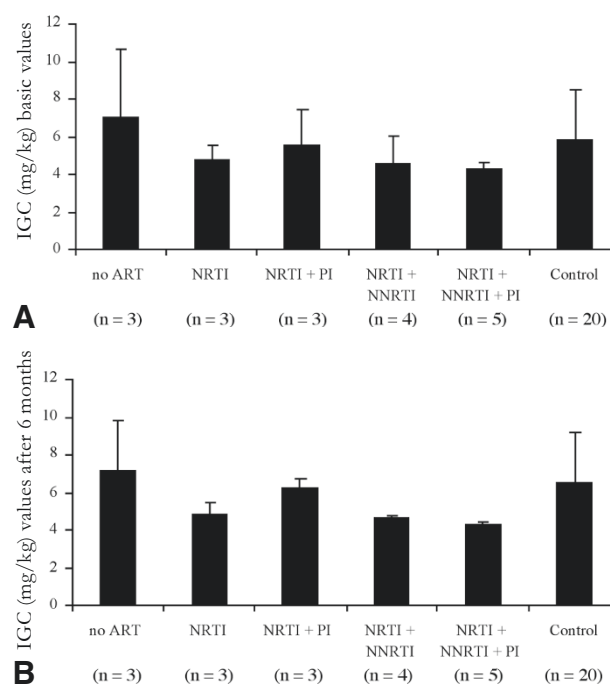 12
10
8
6
4
2
0
IGC (mg/kg) basic values
no ART
NRTI
NRTI + PI
NRTI +
NNRTI
NRTI +
NNRTI + PI
Control
A
(n = 3)
(n = 3)
(n = 3)
(n = 4)
(n = 5)
(n = 20)
12
10
8
6
4
2
0
IGC (mg/kg) values after 6 months
no ART
NRTI
NRTI + PI
NRTI +
NNRTI
NRTI +
NNRTI + PI
Control
B
(n = 3)
(n = 3)
(n = 3)
(n = 4)
(n = 5)
(n = 20)